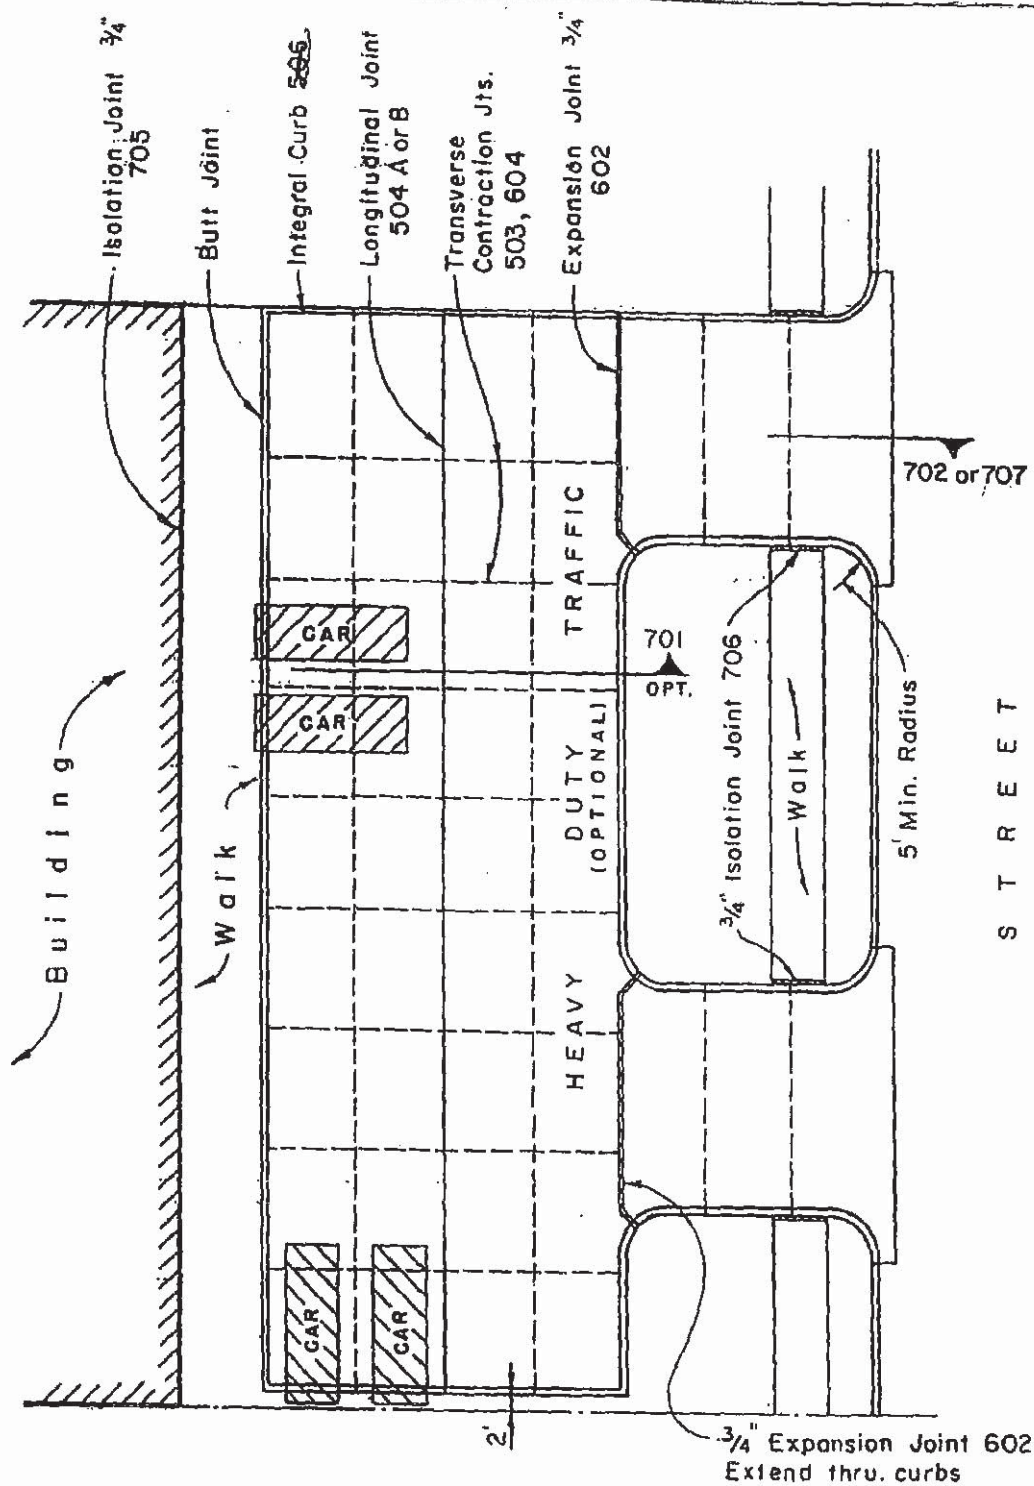 Isolation Joint 3/4"
705
Butt Joint
Integral Curb 506
Longitudinal Joint
504 A or B
Transverse
Contraction Jts.
503, 604
Expansion Joint 3/4"
602
Building
Walk
CAR
CAR
CAR
CAR
HEAVY DUTY TRAFFIC
(OPTIONAL)
701
OPT.
702 or 707
3/4" Isolation Joint 706
Walk
5' Min. Radius
STREET
2'
3/4" Expansion Joint 602
Extend thru. curbs